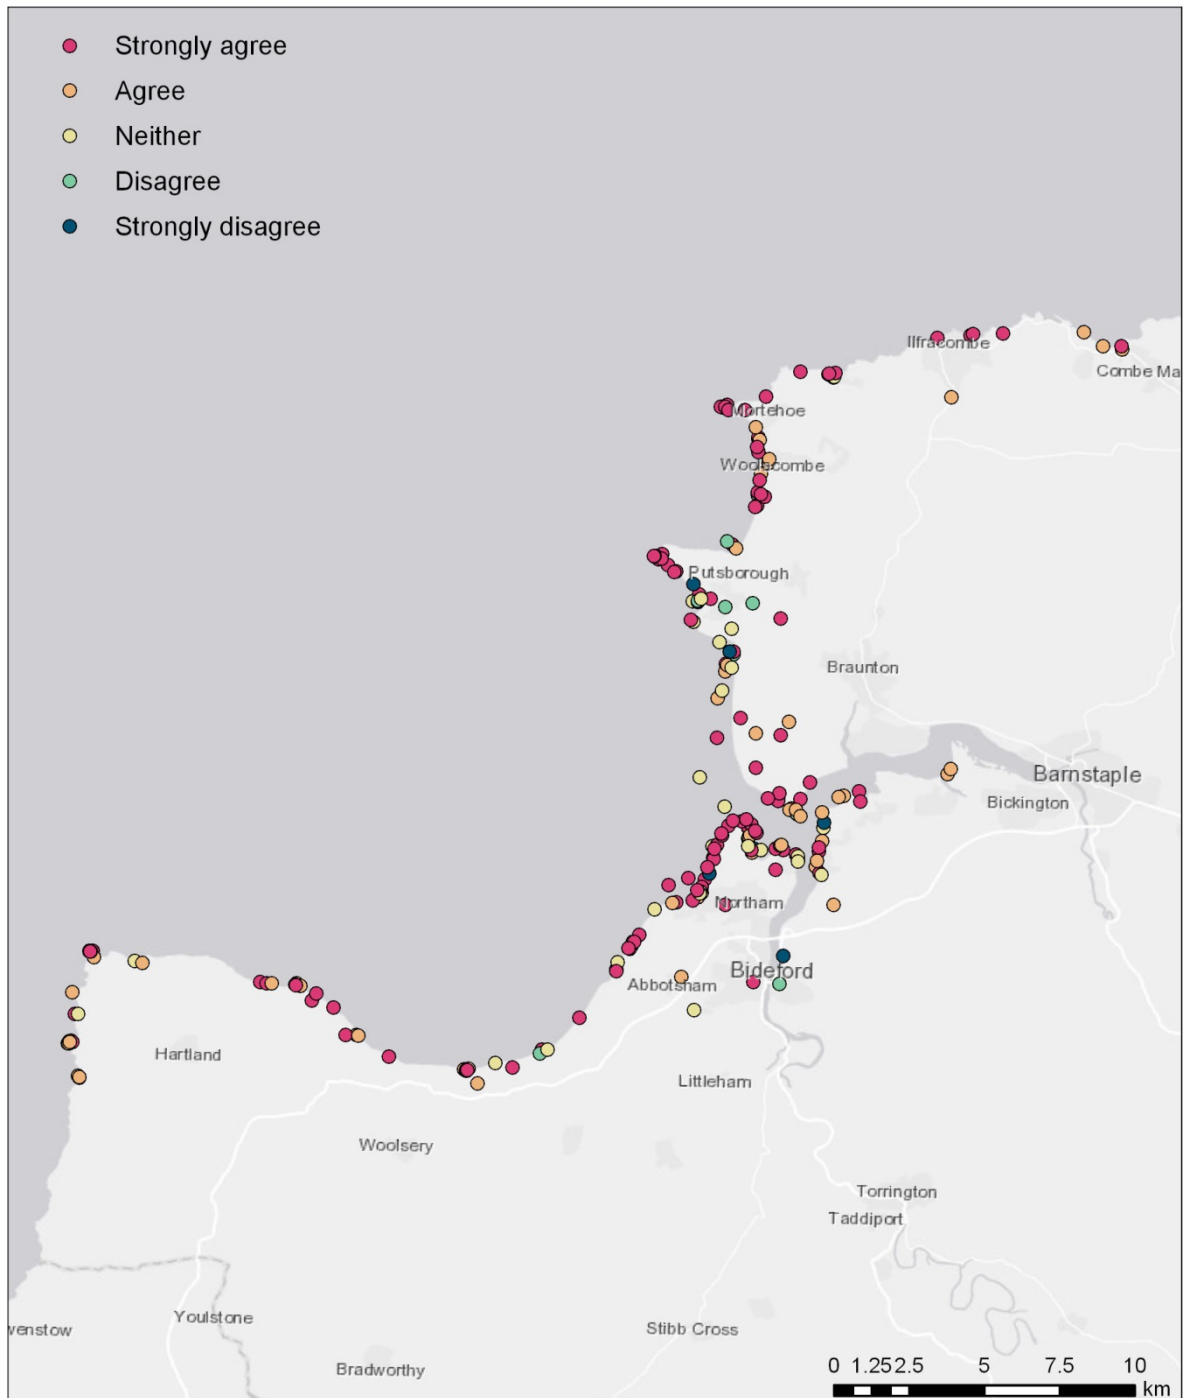 Strongly agree
Agree
Neither
Disagree
Strongly disagree
Ilfracombe
Combe Ma
Mortehoe
Woolacombe
Putsborough
Braunton
Barnstaple
Bickington
Northam
Bideford
Abbotsham
Hartland
Littleham
Woolsery
Torrington
Taddiport
Youlstone
wenstow
Stibb Cross
Bradworthy
0 1.25 2.5 5 7.5 10
km